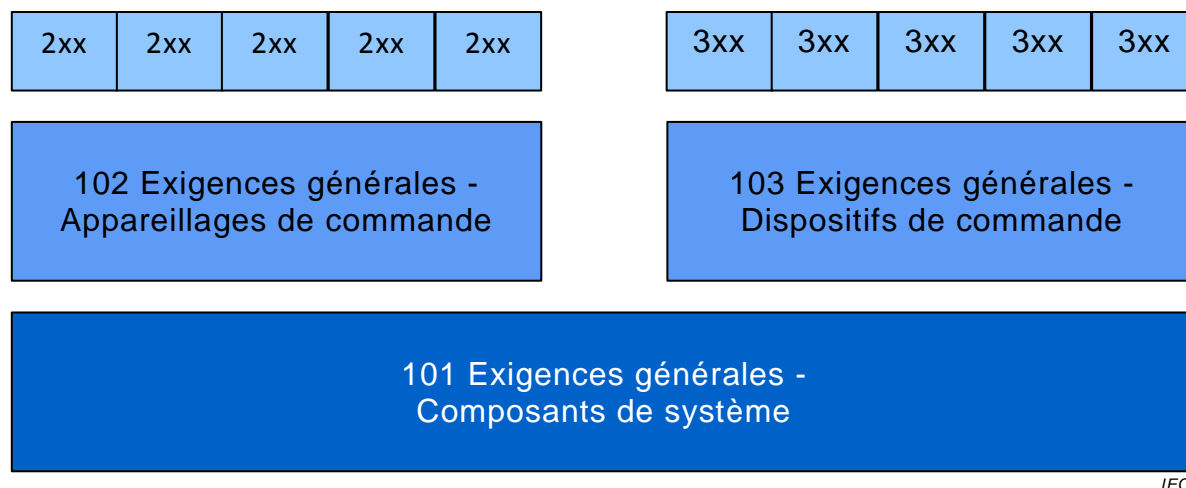 2xx 2xx 2xx 2xx 2xx 3xx 3xx 3xx 3xx 3xx
102 Exigences générales -
Appareillages de commande
103 Exigences générales -
Dispositifs de commande
101 Exigences générales -
Composants de système
IEC